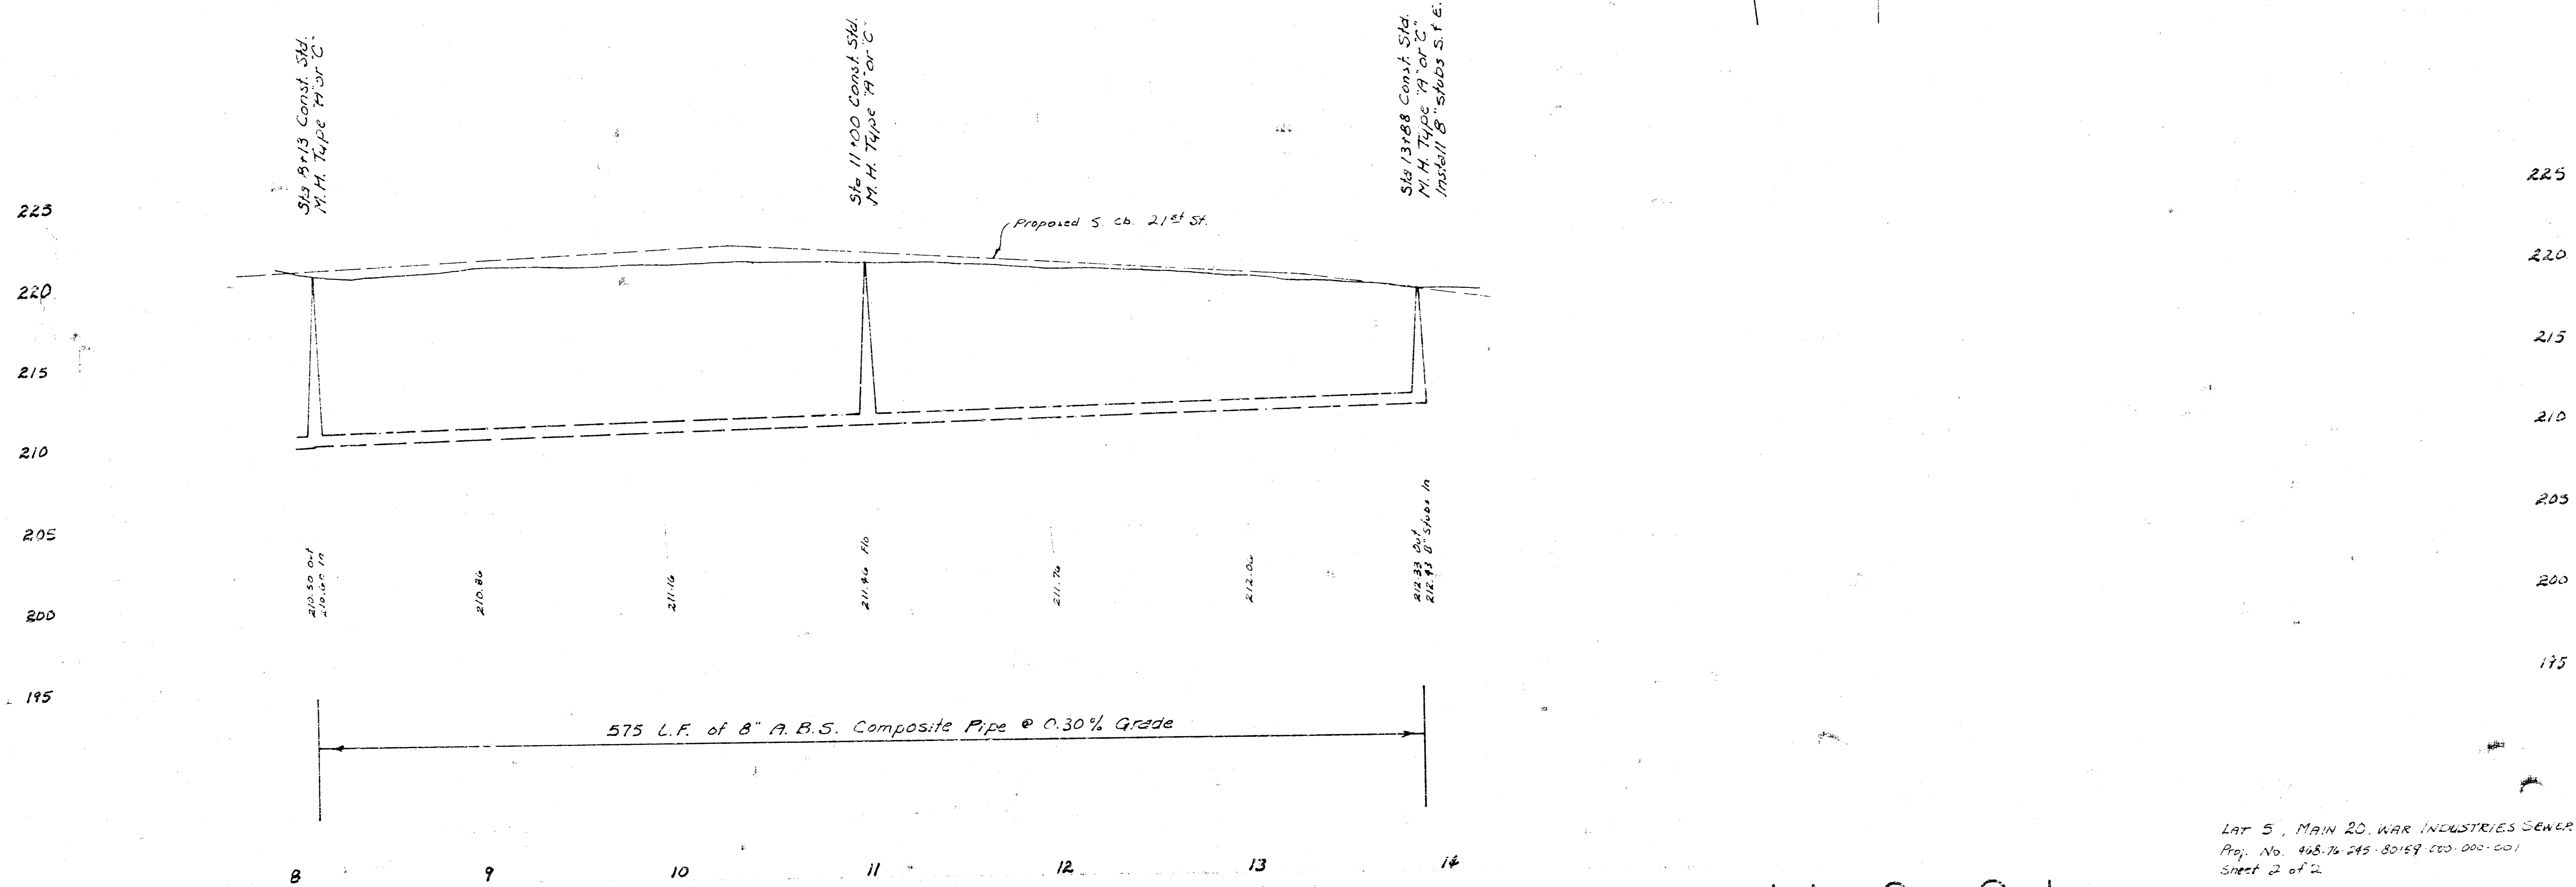 Sta 8+13 Const. Std.
M.H. Type "A" or "C"
Sta 11+00 Const. Std.
M.H. Type "A" or "C"
Sta 13+88 Const. Std.
M.H. Type "A" or "C"
Install 8" stubs S. & E.
225
220
215
210
205
200
195
225
220
215
210
205
200
195
Proposed S. cb. 21st St.
210.50 Out
210.60 In
210.86
211.16
211.46 Flo
211.76
212.06
212.33 Out
212.43 8" Stubs In
575 L.F. of 8" A.B.S. Composite Pipe @ 0.30% Grade
8 9 10 11 12 13 14
LAT 5, MAIN 20, WAR INDUSTRIES SEWER
Proj. No. 468-76-245-80159-000-000-001
Sheet 2 of 2